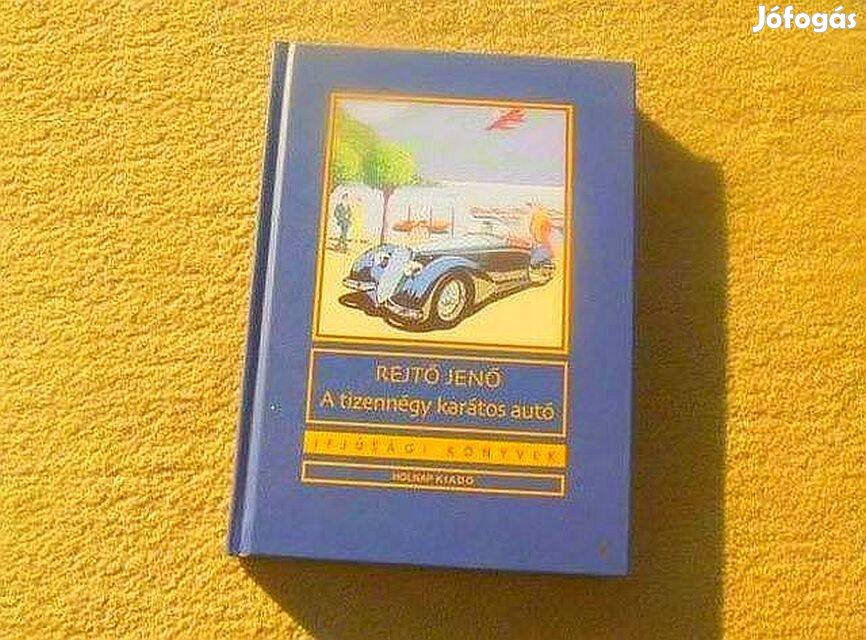 Jófogás
REJTŐ JENŐ
A tizennégy karátos autó
IFJÚSÁGI KÖNYVEK
HOLNAP KIADÓ